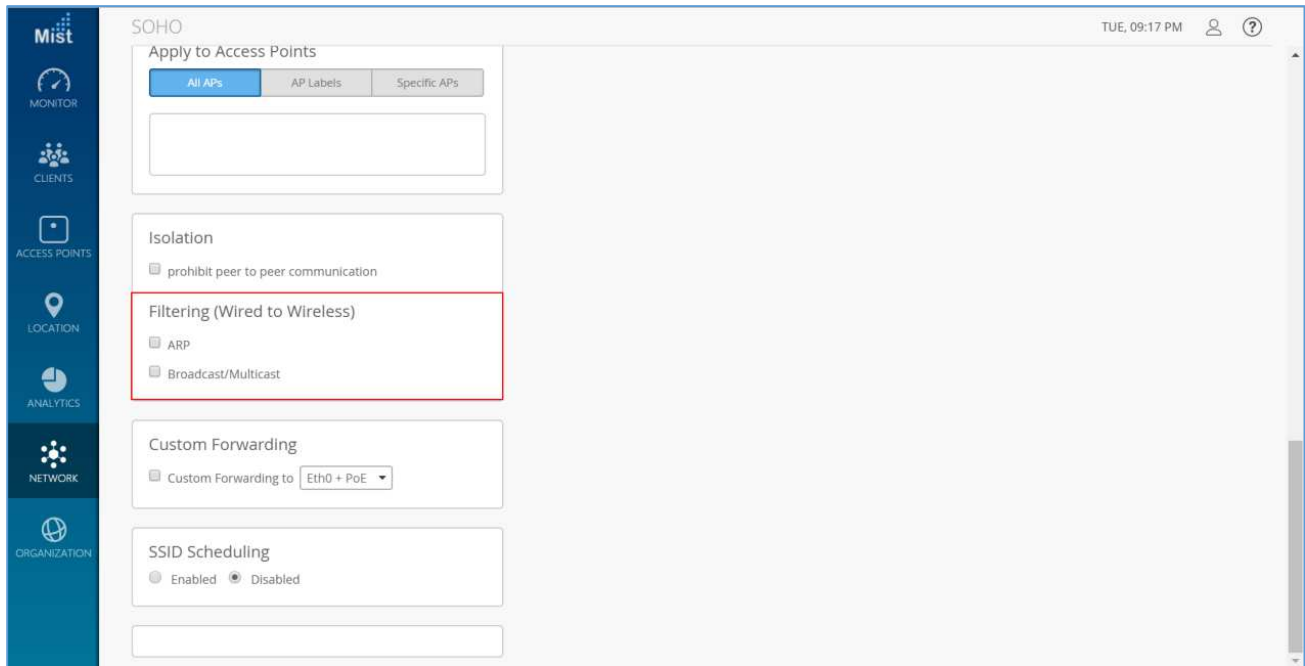 Mist
SOHO
TUE, 09:17 PM
?
MONITOR
CLIENTS
ACCESS POINTS
LOCATION
ANALYTICS
NETWORK
ORGANIZATION
Apply to Access Points
All APs AP Labels Specific APs
Isolation
prohibit peer to peer communication
Filtering (Wired to Wireless)
ARP
Broadcast/Multicast
Custom Forwarding
Custom Forwarding to Eth0 + PoE
SSID Scheduling
Enabled Disabled